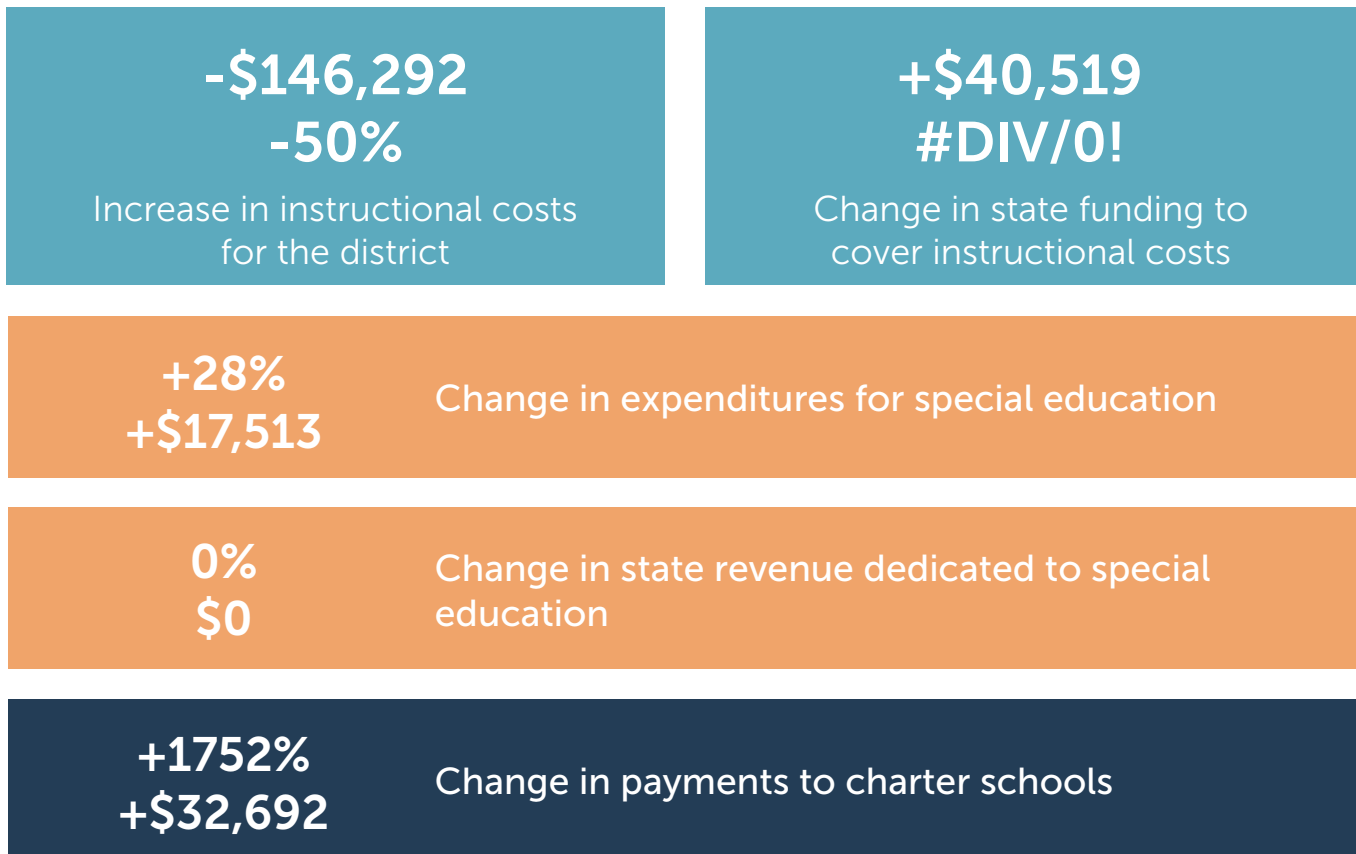 -$146,292
-50%
Increase in instructional costs
for the district
+$40,519
#DIV/0!
Change in state funding to
cover instructional costs
+28%
+$17,513
Change in expenditures for special education
0%
$0
Change in state revenue dedicated to special
education
+1752%
+$32,692
Change in payments to charter schools